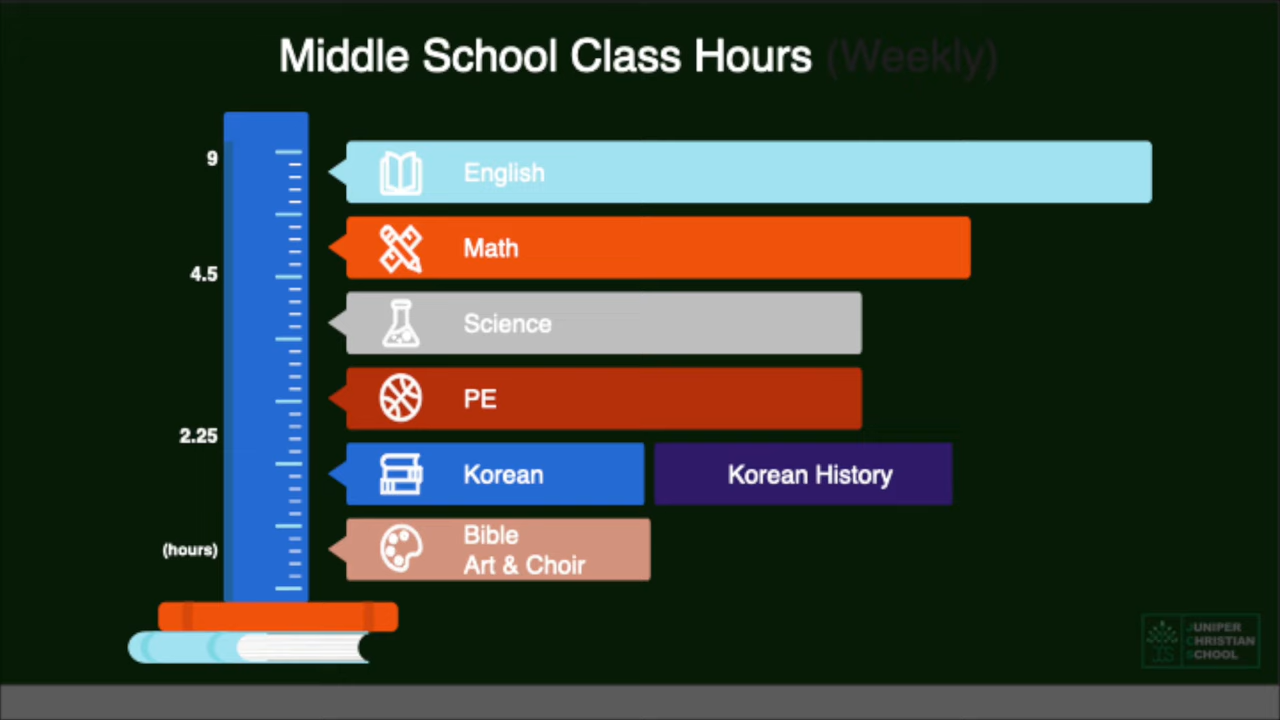 Middle School Class Hours (Weekly)
9
English
Math
4.5
Science
PE
2.25
Korean
Korean History
(hours)
Bible
Art & Choir
JUNIPER
CHRISTIAN
SCHOOL
JCS